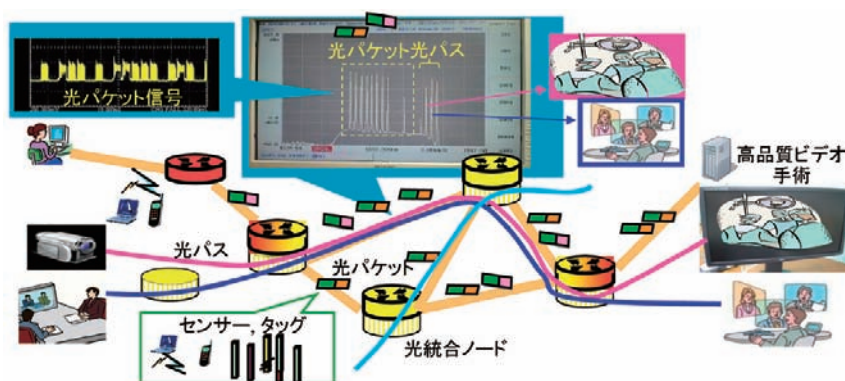 光パケット光パス
光パケット信号
高品質ビデオ
手術
光パス
光パケット
センサー,タッグ
光統合ノード